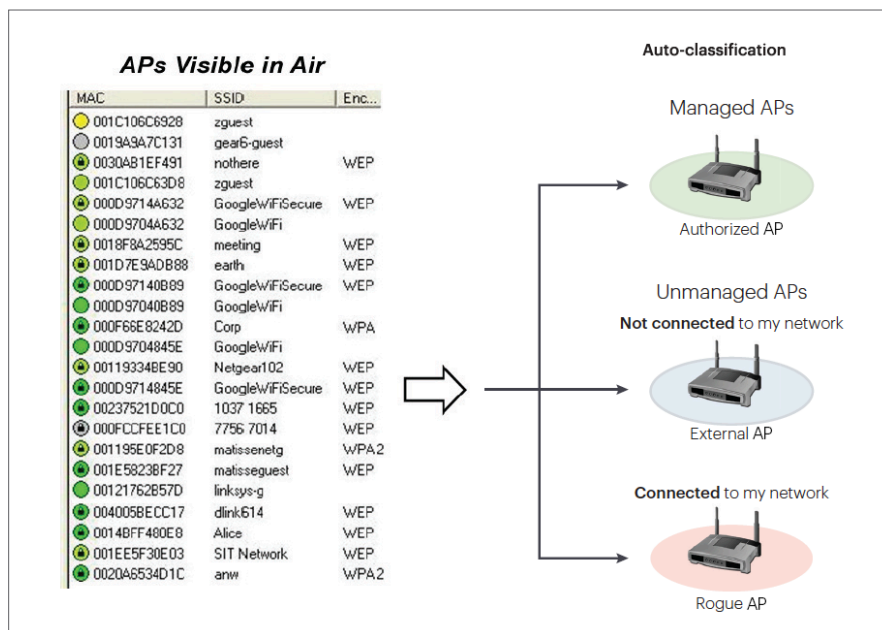 APs Visible in Air
MAC SSID Enc...
001C106C6928 zguest
0019A9A7C131 gear6-guest
0030AB1EF491 nothere WEP
001C106C63D8 zguest
000D9714A632 GoogleWiFiSecure WEP
000D9704A632 GoogleWiFi
0018F8A2595C meeting WEP
001D7E9ADB88 earth WEP
000D97140B89 GoogleWiFiSecure WEP
000D97040B89 GoogleWiFi
000F66E8242D Corp WPA
000D9704845E GoogleWiFi
00119334BE90 Netgear102 WEP
000D9714845E GoogleWiFiSecure WEP
00237521D0C0 1037 1665 WEP
000FCCFEE1C0 7756 7014 WEP
001195E0F2D8 matissenetg WPA2
001E5823BF27 matisseguest WEP
00121762B57D linksys-g
004005BECC17 dlink614 WEP
0014BFF480E8 Alice WEP
001EE5F30E03 SIT Network WEP
0020A6534D1C anw WPA2
Auto-classification
Managed APs
Authorized AP
Unmanaged APs
Not connected to my network
External AP
Connected to my network
Rogue AP